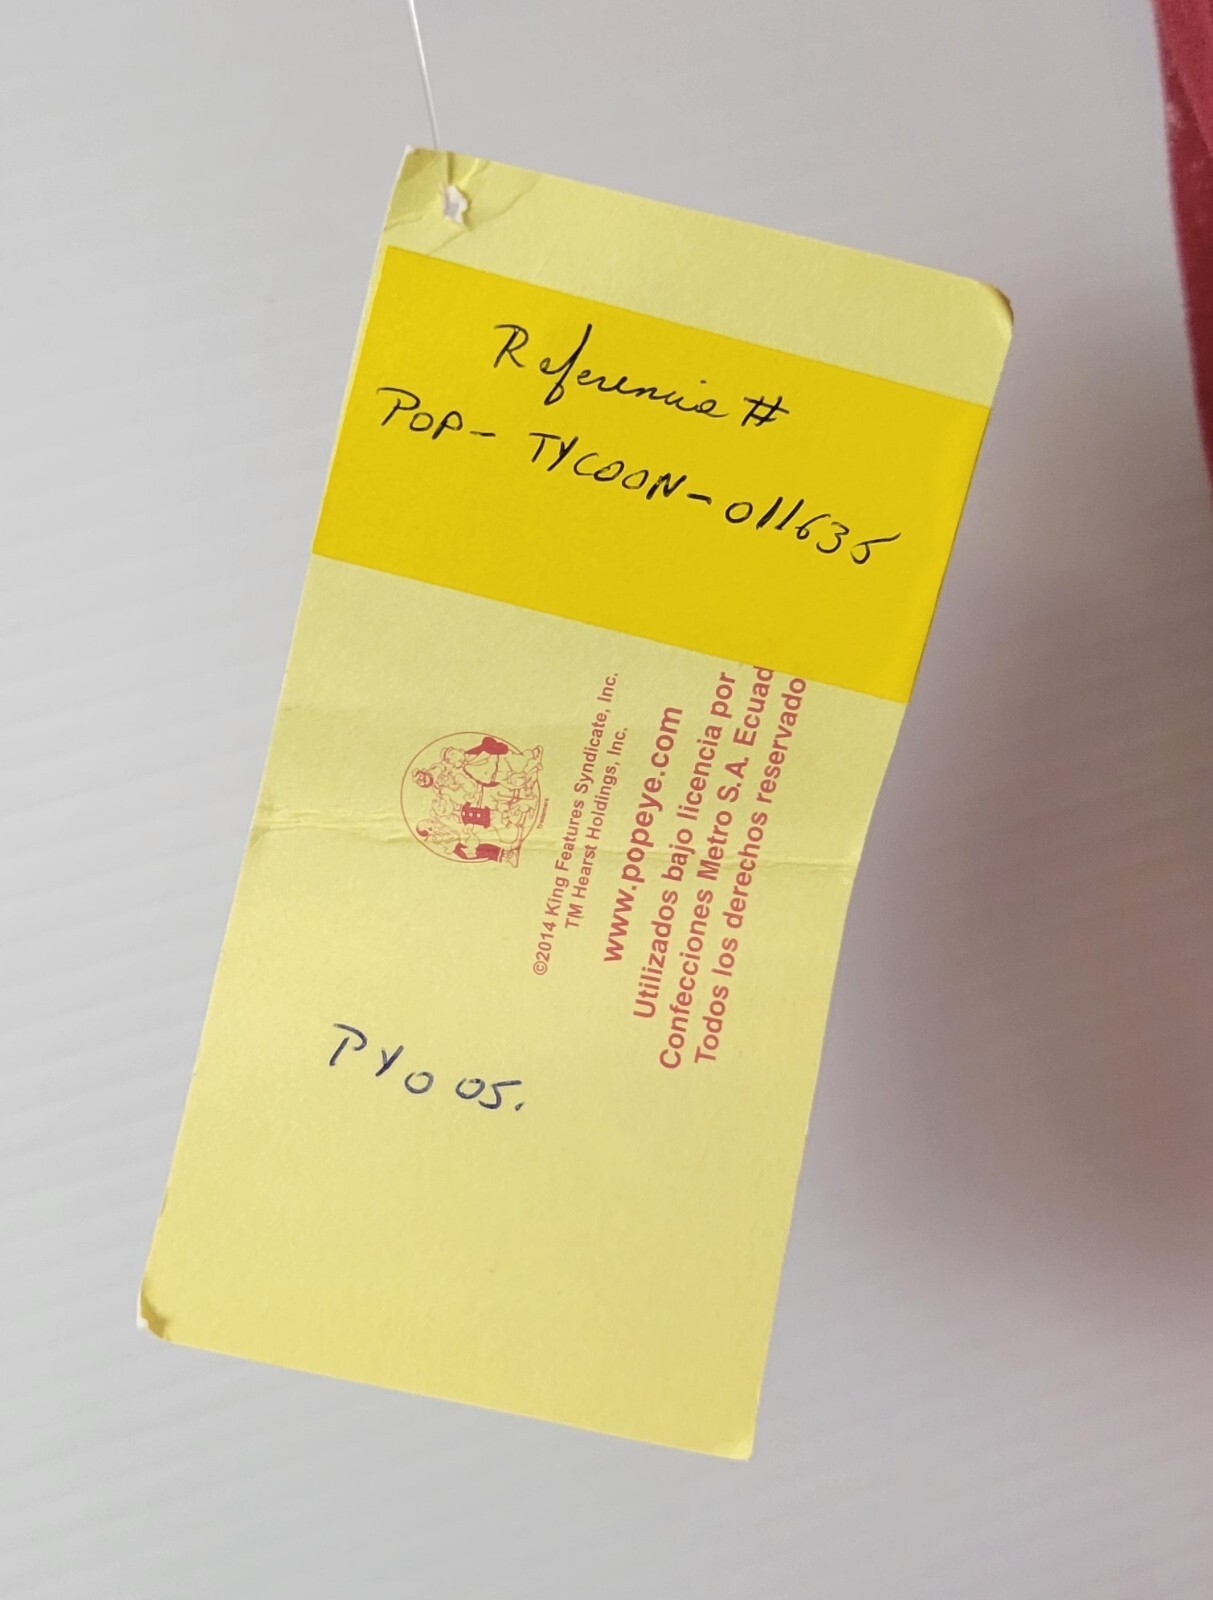 Referencia #
POP- TYCOON-011635
©2014 King Features Syndicate, Inc.
TM Hearst Holdings, Inc.
www.popeye.com
Utilizados bajo licencia por
Confecciones Metro S.A. Ecuad
Todos los derechos reservado
PY005.